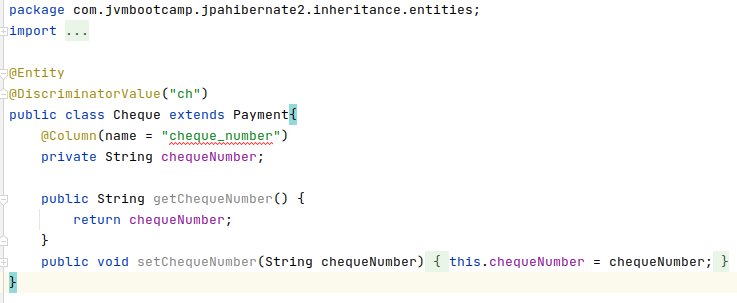 package com.jvmbootcamp.jpahibernate2.inheritance.entities;
import ...
@Entity
@DiscriminatorValue("ch")
public class Cheque extends Payment{
@Column(name = "cheque_number")
private String chequeNumber;
public String getChequeNumber() {
return chequeNumber;
}
public void setChequeNumber(String chequeNumber) { this.chequeNumber = chequeNumber; }
}